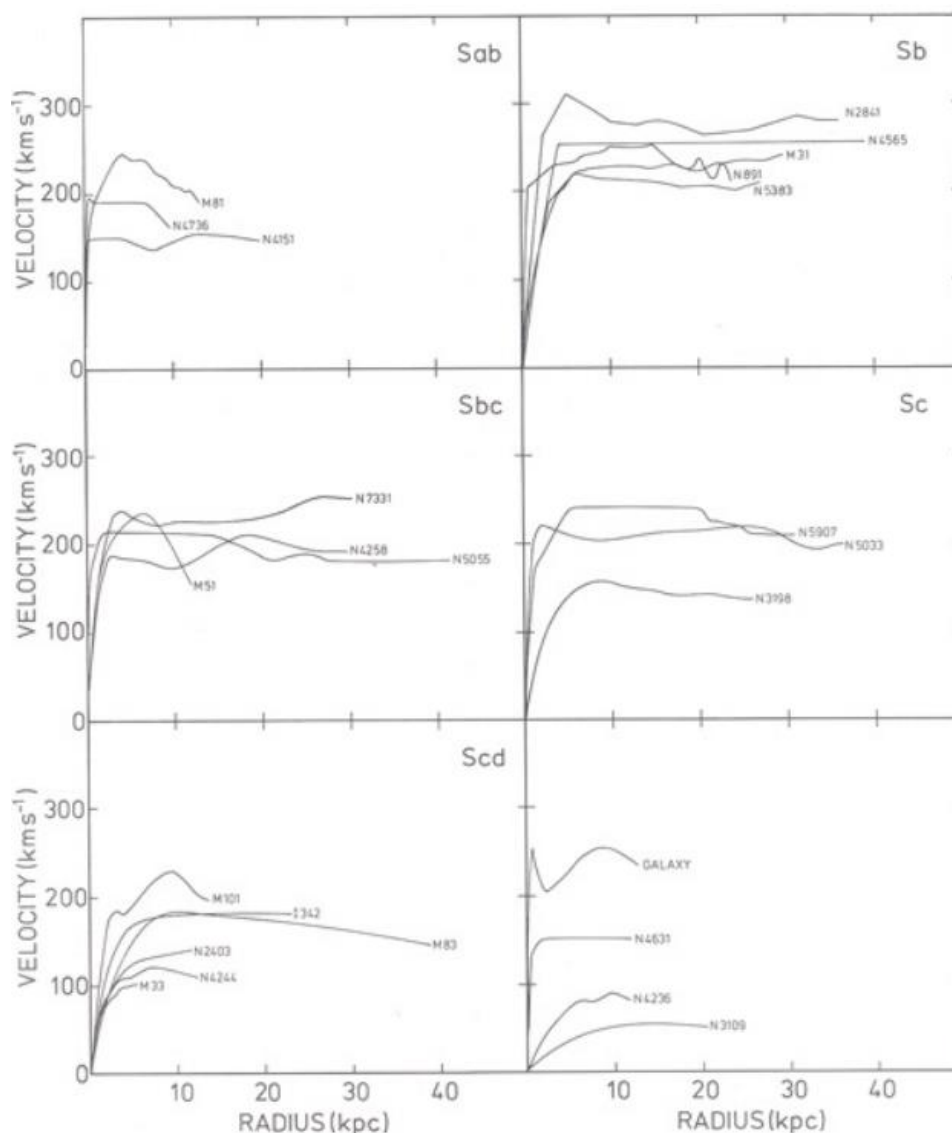 Sab
VELOCITY (km s⁻¹)
300
200
100
0
M81
N4736
N4151
Sb
N2841
N4565
M31
N891
N5383
Sbc
VELOCITY (km s⁻¹)
300
200
100
0
N7331
N4258
N5055
M51
Sc
N5907
N5033
N3198
Scd
VELOCITY (km s⁻¹)
300
200
100
0
M101
I342
M83
N2403
N4244
M33
0 10 20 30 40
RADIUS (kpc)
GALAXY
N4631
N4236
N3109
10 20 30 40
RADIUS (kpc)